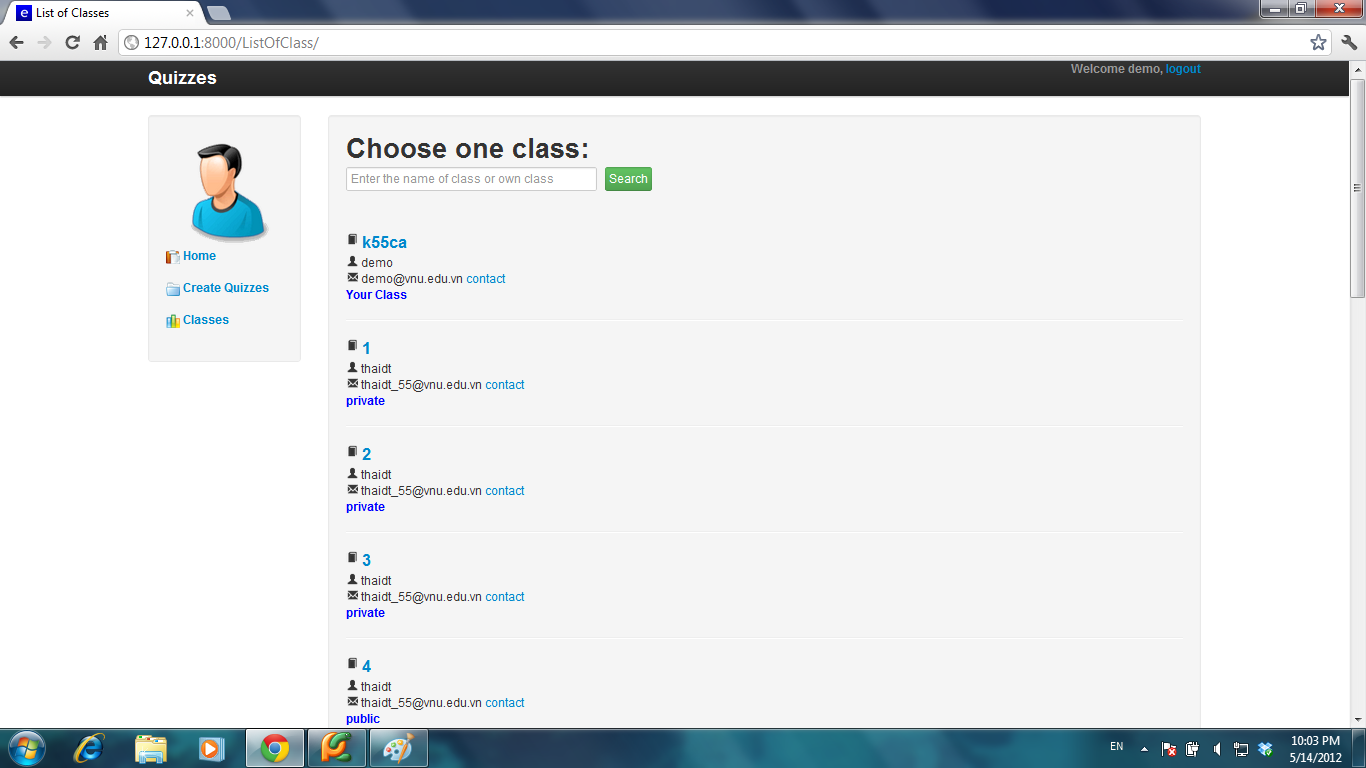 List of Classes
127.0.0.1:8000/ListOfClass/
Quizzes
Welcome demo, logout
Home
Create Quizzes
Classes
Choose one class:
Enter the name of class or own class
Search
k55ca
demo
demo@vnu.edu.vn contact
Your Class
1
thaidt
thaidt_55@vnu.edu.vn contact
private
2
thaidt
thaidt_55@vnu.edu.vn contact
private
3
thaidt
thaidt_55@vnu.edu.vn contact
private
4
thaidt
thaidt_55@vnu.edu.vn contact
public
EN
10:03 PM
5/14/2012